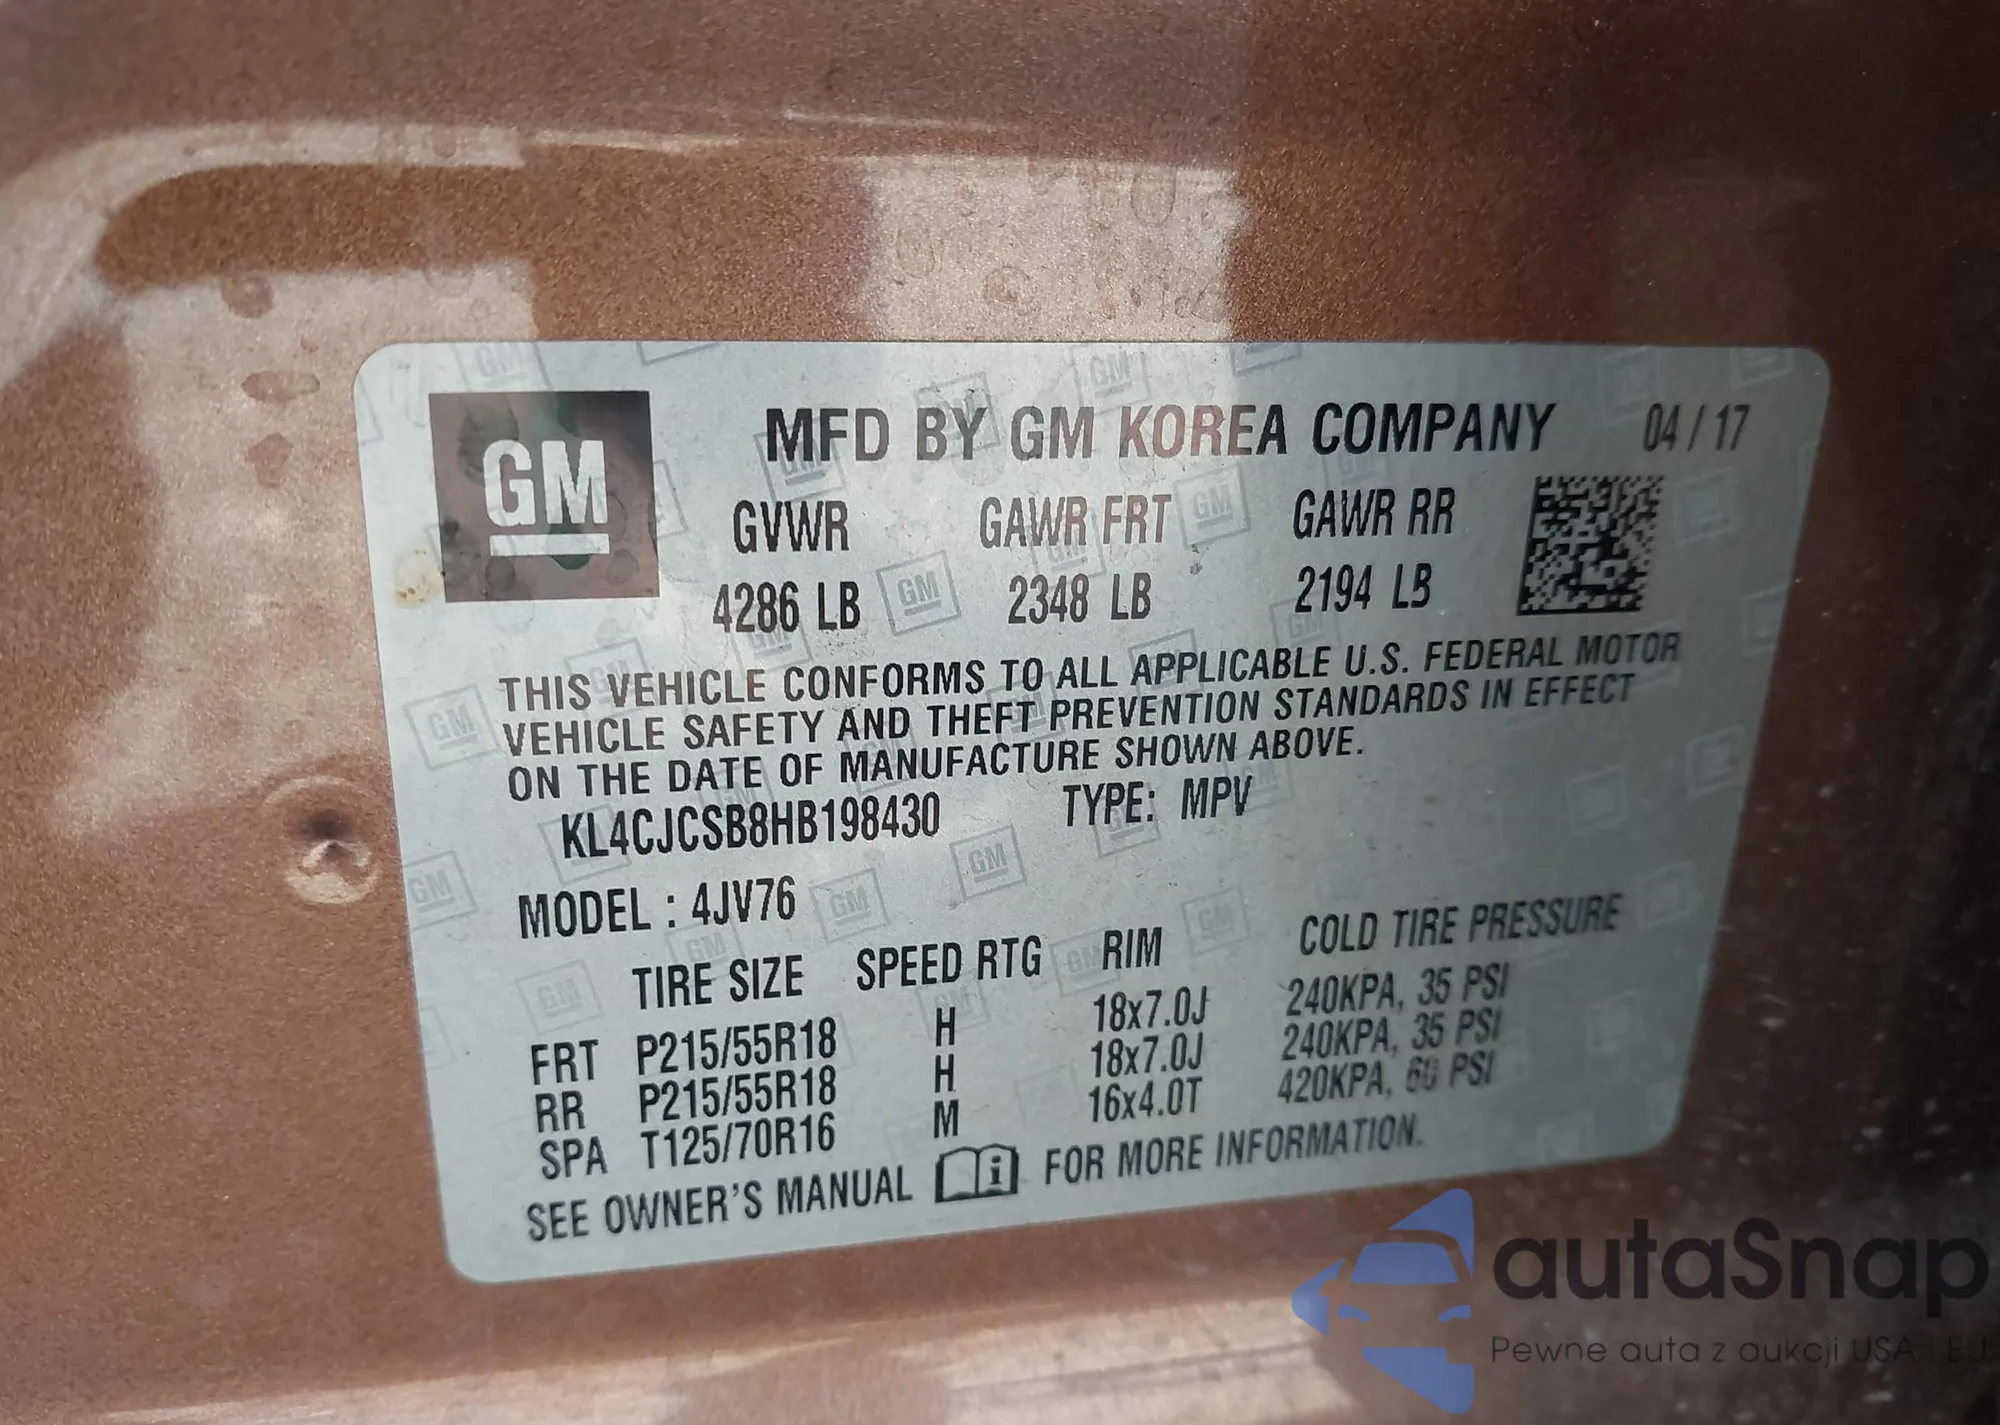 GM
MFD BY GM KOREA COMPANY 04 / 17
GVWR GAWR FRT GAWR RR
4286 LB 2348 LB 2194 LB
THIS VEHICLE CONFORMS TO ALL APPLICABLE U.S. FEDERAL MOTOR
VEHICLE SAFETY AND THEFT PREVENTION STANDARDS IN EFFECT
ON THE DATE OF MANUFACTURE SHOWN ABOVE.
KL4CJCSB8HB198430 TYPE: MPV
MODEL : 4JV76
TIRE SIZE SPEED RTG RIM COLD TIRE PRESSURE
FRT P215/55R18 H 18x7.0J 240KPA, 35 PSI
RR P215/55R18 H 18x7.0J 240KPA, 35 PSI
SPA T125/70R16 M 16x4.0T 420KPA, 60 PSI
SEE OWNER'S MANUAL FOR MORE INFORMATION.
autaSnap
Pewne auta z aukcji USA i EU